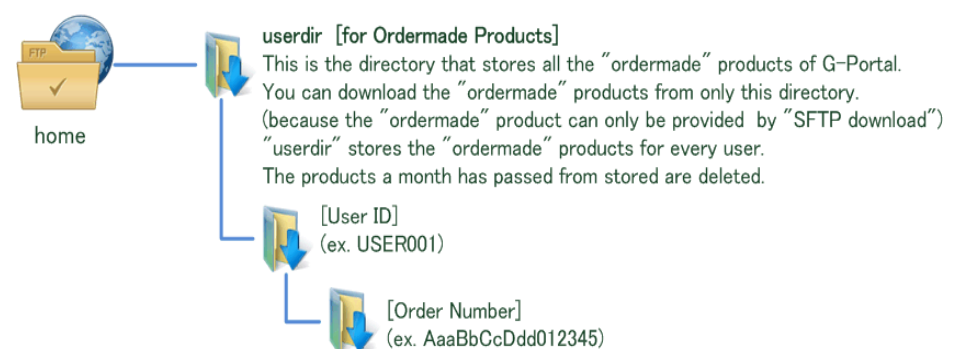 FTP
home
userdir [for Ordermade Products]
This is the directory that stores all the "ordermade" products of G-Portal.
You can download the "ordermade" products from only this directory.
(because the "ordermade" product can only be provided by "SFTP download")
"userdir" stores the "ordermade" products for every user.
The products a month has passed from stored are deleted.
[User ID]
(ex. USER001)
[Order Number]
(ex. AaaBbCcDdd012345)